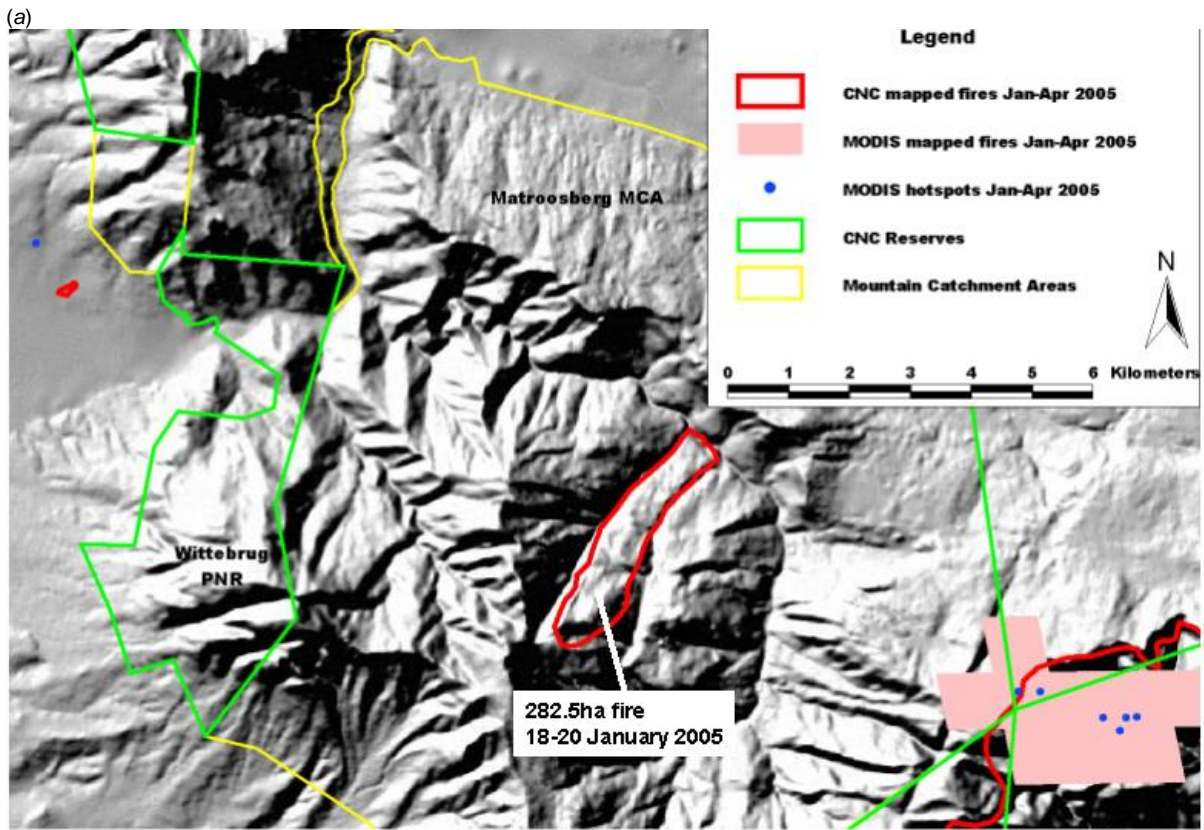 (a)
Legend
CNC mapped fires Jan-Apr 2005
MODIS mapped fires Jan-Apr 2005
MODIS hotspots Jan-Apr 2005
CNC Reserves
Mountain Catchment Areas
N
0 1 2 3 4 5 6 Kilometers
Matroosberg MCA
Wittebrug
PNR
282.5ha fire
18-20 January 2005